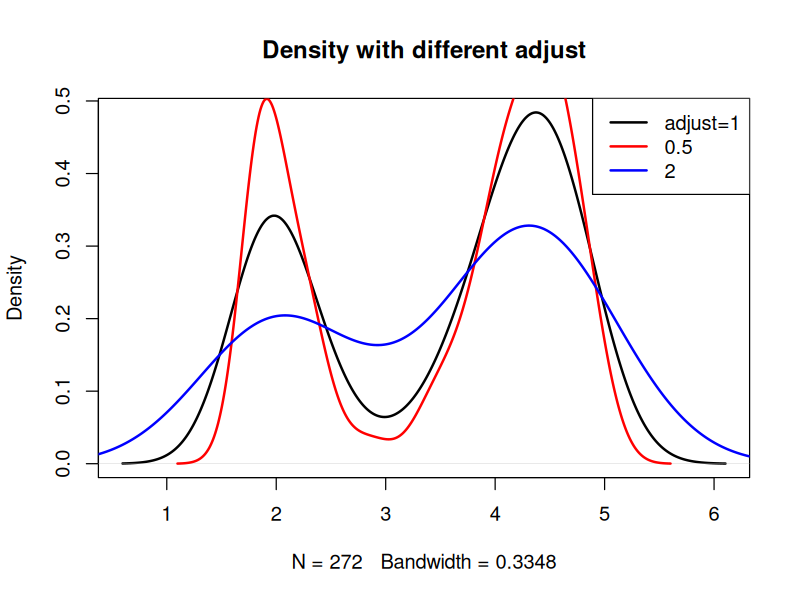 Density with different adjust
Density
0.0
0.1
0.2
0.3
0.4
0.5
adjust=1
0.5
2
1 2 3 4 5 6
N = 272 Bandwidth = 0.3348